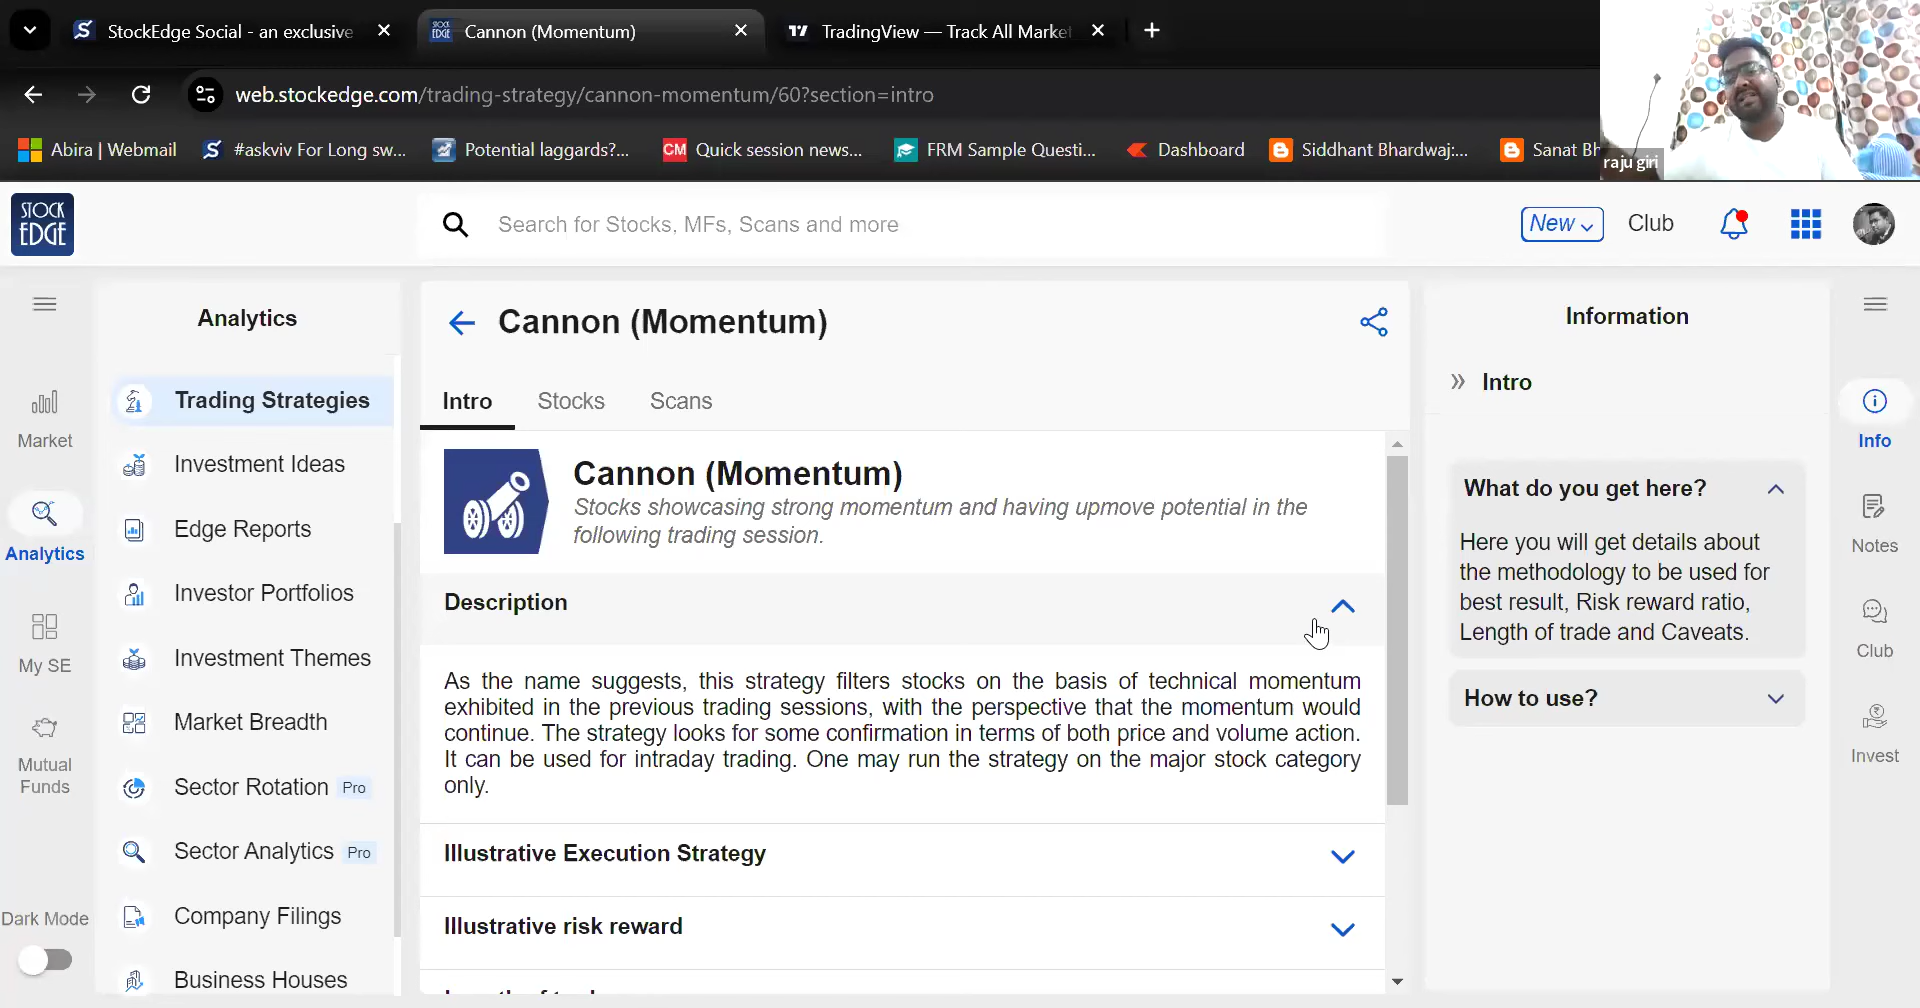 StockEdge Social - an exclusive
Cannon (Momentum)
TradingView — Track All Market
web.stockedge.com/trading-strategy/cannon-momentum/60?section=intro
Abira | Webmail
#askviv For Long sw...
Potential laggards?...
CM Quick session news...
FRM Sample Questi...
Dashboard
Siddhant Bhardwaj:...
Sanat Bh
raju giri
STOCK EDGE
Search for Stocks, MFs, Scans and more
New
Club
Analytics
Cannon (Momentum)
Information
Market
Analytics
My SE
Mutual
Funds
Dark Mode
Trading Strategies
Investment Ideas
Edge Reports
Investor Portfolios
Investment Themes
Market Breadth
Sector Rotation Pro
Sector Analytics Pro
Company Filings
Business Houses
Intro Stocks Scans
Cannon (Momentum)
Stocks showcasing strong momentum and having upmove potential in the
following trading session.
Description
As the name suggests, this strategy filters stocks on the basis of technical momentum
exhibited in the previous trading sessions, with the perspective that the momentum would
continue. The strategy looks for some confirmation in terms of both price and volume action.
It can be used for intraday trading. One may run the strategy on the major stock category
only.
Illustrative Execution Strategy
Illustrative risk reward
Intro
What do you get here?
Here you will get details about
the methodology to be used for
best result, Risk reward ratio,
Length of trade and Caveats.
How to use?
Info
Notes
Club
Invest